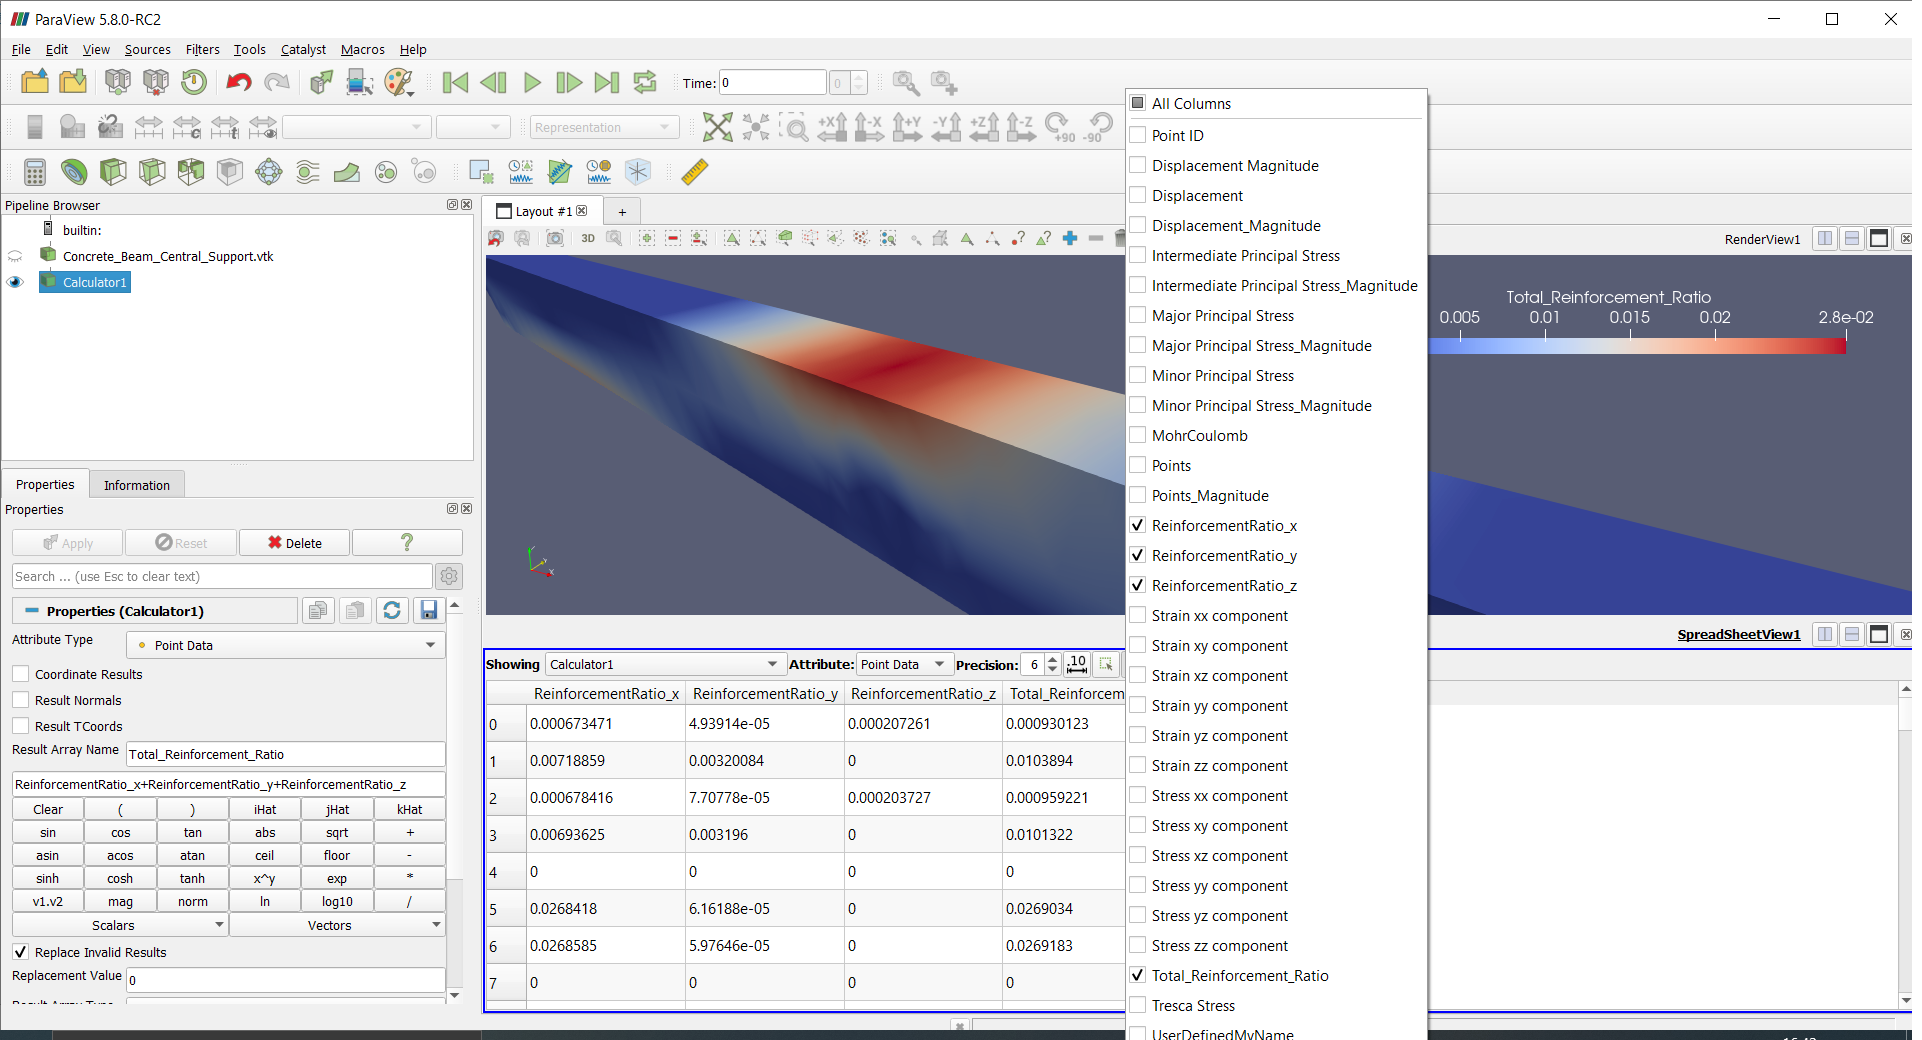 ParaView 5.8.0-RC2
File Edit View Sources Filters Tools Catalyst Macros Help
Time: 0 0
Representation
+X -X +Y -Y +Z -Z +90 -90
Pipeline Browser
builtin:
Concrete_Beam_Central_Support.vtk
Calculator1
Properties Information
Properties
Apply Reset Delete ?
Search ... (use Esc to clear text)
Properties (Calculator1)
Attribute Type Point Data
Coordinate Results
Result Normals
Result TCoords
Result Array Name Total_Reinforcement_Ratio
ReinforcementRatio_x+ReinforcementRatio_y+ReinforcementRatio_z
Clear ( ) iHat jHat kHat
sin cos tan abs sqrt +
asin acos atan ceil floor -
sinh cosh tanh x^y exp *
v1.v2 mag norm ln log10 /
Scalars Vectors
Replace Invalid Results
Replacement Value 0
Result Array Type
Layout #1 +
3D
RenderView1
Total_Reinforcement_Ratio
0.005 0.01 0.015 0.02 2.8e-02
Y
X
SpreadSheetView1
Showing Calculator1 Attribute: Point Data Precision: 6 .10
ReinforcementRatio_x ReinforcementRatio_y ReinforcementRatio_z Total_Reinforcem
0 0.000673471 4.93914e-05 0.000207261 0.000930123
1 0.00718859 0.00320084 0 0.0103894
2 0.000678416 7.70778e-05 0.000203727 0.000959221
3 0.00693625 0.003196 0 0.0101322
4 0 0 0 0
5 0.0268418 6.16188e-05 0 0.0269034
6 0.0268585 5.97646e-05 0 0.0269183
7 0 0 0 0
All Columns
Point ID
Displacement Magnitude
Displacement
Displacement_Magnitude
Intermediate Principal Stress
Intermediate Principal Stress_Magnitude
Major Principal Stress
Major Principal Stress_Magnitude
Minor Principal Stress
Minor Principal Stress_Magnitude
MohrCoulomb
Points
Points_Magnitude
ReinforcementRatio_x
ReinforcementRatio_y
ReinforcementRatio_z
Strain xx component
Strain xy component
Strain xz component
Strain yy component
Strain yz component
Strain zz component
Stress xx component
Stress xy component
Stress xz component
Stress yy component
Stress yz component
Stress zz component
Total_Reinforcement_Ratio
Tresca Stress
UserDefinedMyName